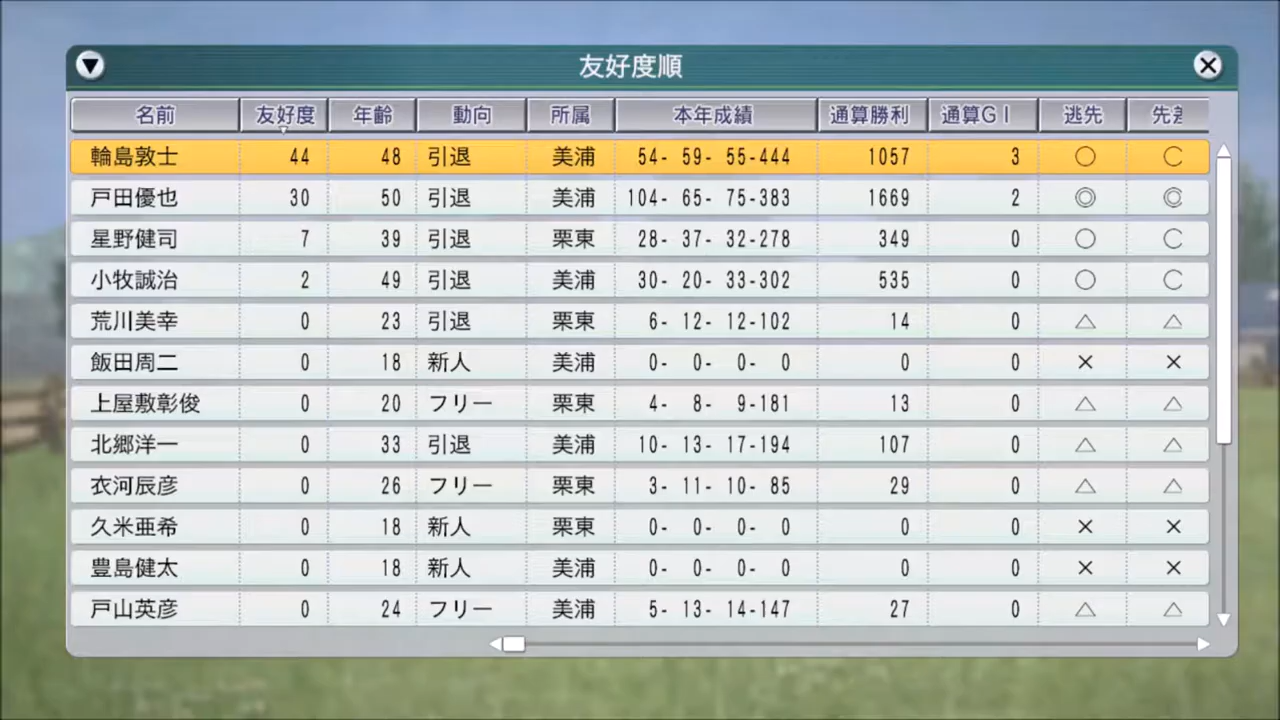 友好度順
名前 友好度 年齢 動向 所属 本年成績 通算勝利 通算GⅠ 逃先 先差
輪島敦士 44 48 引退 美浦 54- 59- 55-444 1057 3 ○ ○
戸田優也 30 50 引退 美浦 104- 65- 75-383 1669 2 ◎ ◎
星野健司 7 39 引退 栗東 28- 37- 32-278 349 0 ○ ○
小牧誠治 2 49 引退 美浦 30- 20- 33-302 535 0 ○ ○
荒川美幸 0 23 引退 栗東 6- 12- 12-102 14 0 △ △
飯田周二 0 18 新人 美浦 0- 0- 0- 0 0 0 × ×
上屋敷彰俊 0 20 フリー 栗東 4- 8- 9-181 13 0 △ △
北郷洋一 0 33 引退 美浦 10- 13- 17-194 107 0 △ △
衣河辰彦 0 26 フリー 栗東 3- 11- 10- 85 29 0 △ △
久米亜希 0 18 新人 栗東 0- 0- 0- 0 0 0 × ×
豊島健太 0 18 新人 美浦 0- 0- 0- 0 0 0 × ×
戸山英彦 0 24 フリー 美浦 5- 13- 14-147 27 0 △ △